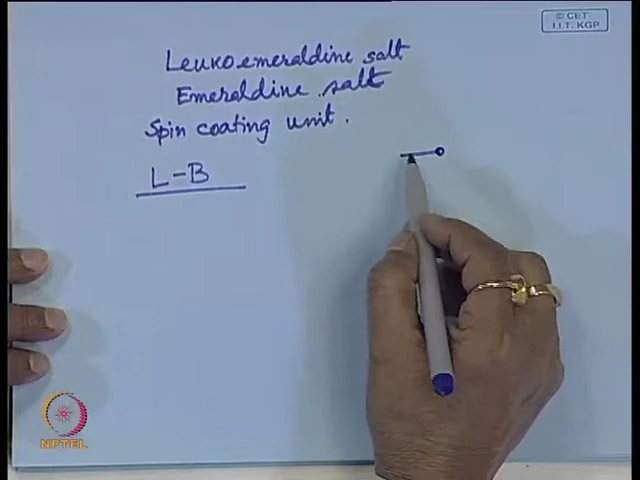 © CET
I.I.T. KGP
Leuko emeraldine salt
Emeraldine salt
Spin coating unit.
L-B
NPTEL